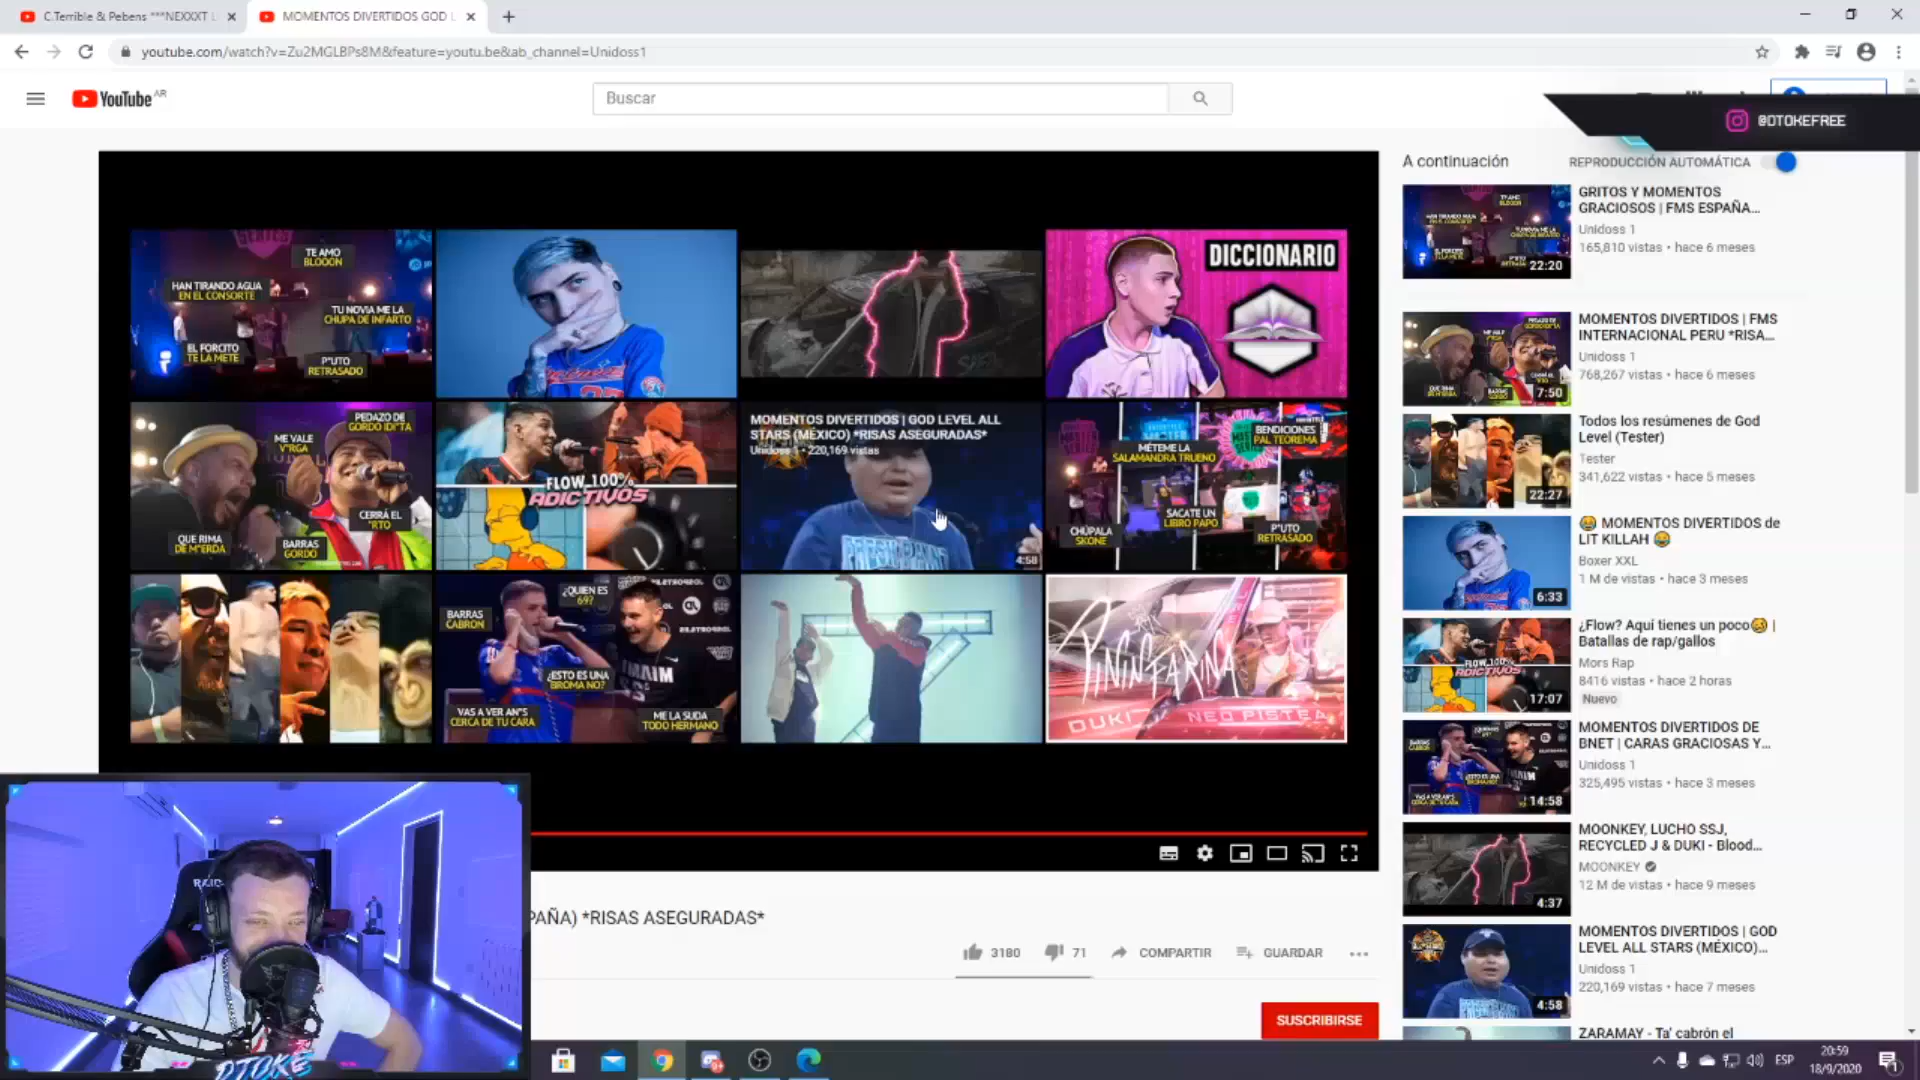 C.Terrible & Pebens ***NEXXXT L
MOMENTOS DIVERTIDOS GOD L
youtube.com/watch?v=Zu2MGLBPs8M&feature=youtu.be&ab_channel=Unidoss1
YouTube AR
Buscar
@DTOKEFREE
A continuación
REPRODUCCIÓN AUTOMÁTICA
GRITOS Y MOMENTOS
GRACIOSOS | FMS ESPAÑA...
Unidoss 1
165,810 vistas • hace 6 meses
22:20
MOMENTOS DIVERTIDOS | FMS
INTERNACIONAL PERU *RISA...
Unidoss 1
768,267 vistas • hace 6 meses
7:50
Todos los resúmenes de God
Level (Tester)
Tester
341,622 vistas • hace 5 meses
22:27
😂 MOMENTOS DIVERTIDOS de
LIT KILLAH 😂
Boxer XXL
1 M de vistas • hace 3 meses
6:33
¿Flow? Aquí tienes un poco🤣 |
Batallas de rap/gallos
Mors Rap
8416 vistas • hace 2 horas
Nuevo
17:07
MOMENTOS DIVERTIDOS DE
BNET | CARAS GRACIOSAS Y...
Unidoss 1
325,495 vistas • hace 3 meses
14:58
MOONKEY, LUCHO SSJ,
RECYCLED J & DUKI - Blood...
MOONKEY
12 M de vistas • hace 9 meses
4:37
MOMENTOS DIVERTIDOS | GOD
LEVEL ALL STARS (MÉXICO)...
Unidoss 1
220,169 vistas • hace 7 meses
4:58
ZARAMAY - Ta' cabrón el
TE AMO
BLOOON
HAN TIRANDO AGUA
EN EL CONSORTE
TU NOVIA ME LA
CHUPA DE INFARTO
EL FORCITO
TE LA METE
P*UTO
RETRASADO
DICCIONARIO
PEDAZO DE
GORDO IDI*TA
ME VALE
V*RGA
CERRÁ EL
*RTO
QUE RIMA
DE M*ERDA
BARRAS
GORDO
FLOW 100%
ADICTIVOS
MOMENTOS DIVERTIDOS | GOD LEVEL ALL
STARS (MÉXICO) *RISAS ASEGURADAS*
Unidoss 1 • 220,169 vistas
4:58
BENDICIONES
PAL TEOREMA
MÉTEME LA
SALAMANDRA TRUENO
SACATE UN
LIBRO PAPO
CHÚPALA
SKONE
P*UTO
RETRASADO
¿QUIEN ES
69?
BARRAS
CABRON
¿ESTO ES UNA
BROMA NO?
VAS A VER AN*S
CERCA DE TU CARA
ME LA SUDA
TODO HERMANO
PININFARINA
DUKI
NEO PISTEA
PAÑA) *RISAS ASEGURADAS*
3180
71
COMPARTIR
GUARDAR
SUSCRIBIRSE
DTOKE
ESP
20:59
18/9/2020